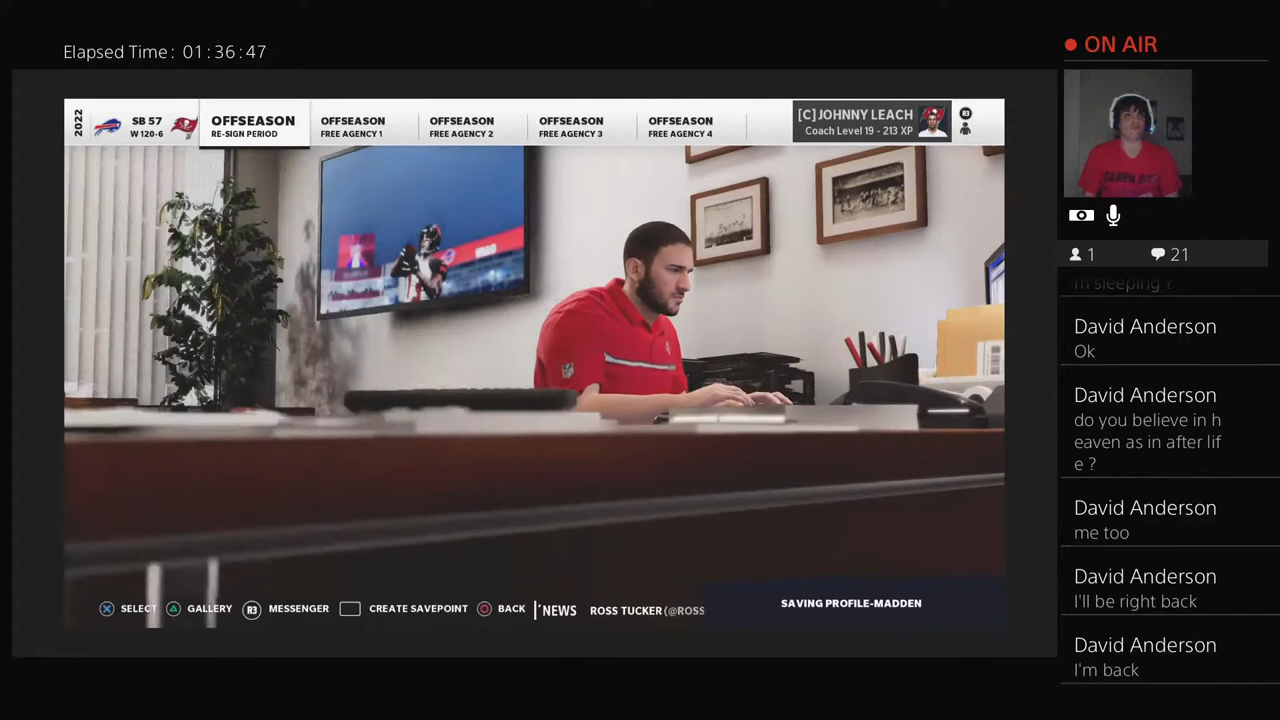 Elapsed Time: 01:36:47
ON AIR
2022
SB 57
W 120-6
OFFSEASON
RE-SIGN PERIOD
OFFSEASON
FREE AGENCY 1
OFFSEASON
FREE AGENCY 2
OFFSEASON
FREE AGENCY 3
OFFSEASON
FREE AGENCY 4
[C] JOHNNY LEACH
Coach Level 19 - 213 XP
R3
1
21
m sleeping ?
David Anderson
Ok
David Anderson
do you believe in h
eaven as in after lif
e ?
David Anderson
me too
David Anderson
I'll be right back
David Anderson
I'm back
SELECT
GALLERY
R3 MESSENGER
CREATE SAVEPOINT
BACK
NEWS
ROSS TUCKER (@ROSS
SAVING PROFILE-MADDEN